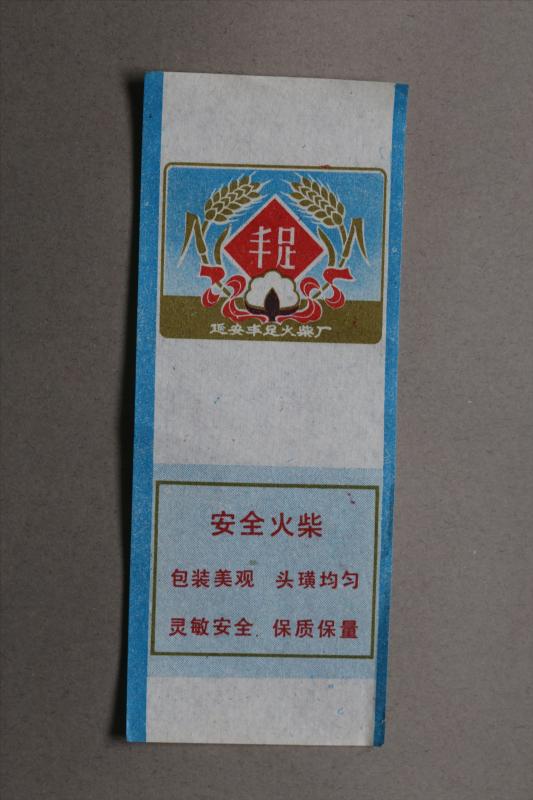 丰足
延安丰足火柴厂
安全火柴
包装美观 头璜均匀
灵敏安全 保质保量